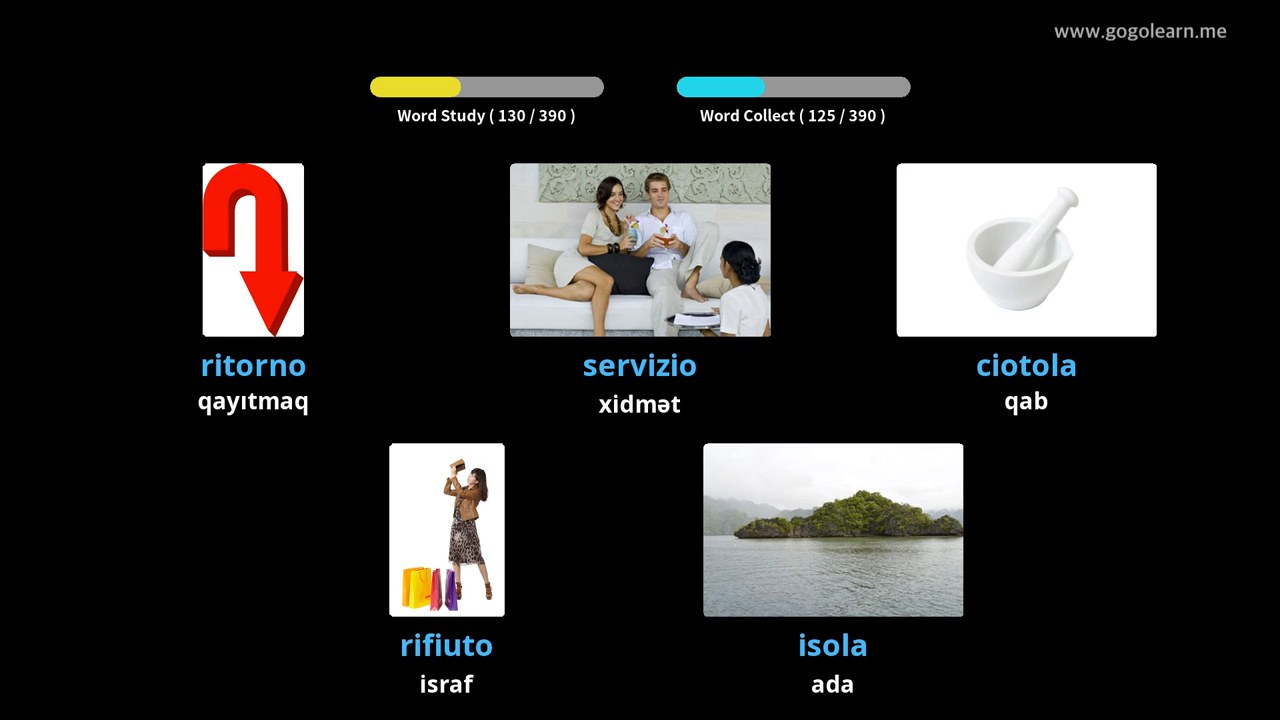 www.gogolearn.me
Word Study ( 130 / 390 )
Word Collect ( 125 / 390 )
ritorno
qayıtmaq
servizio
xidmət
ciotola
qab
rifiuto
israf
isola
ada